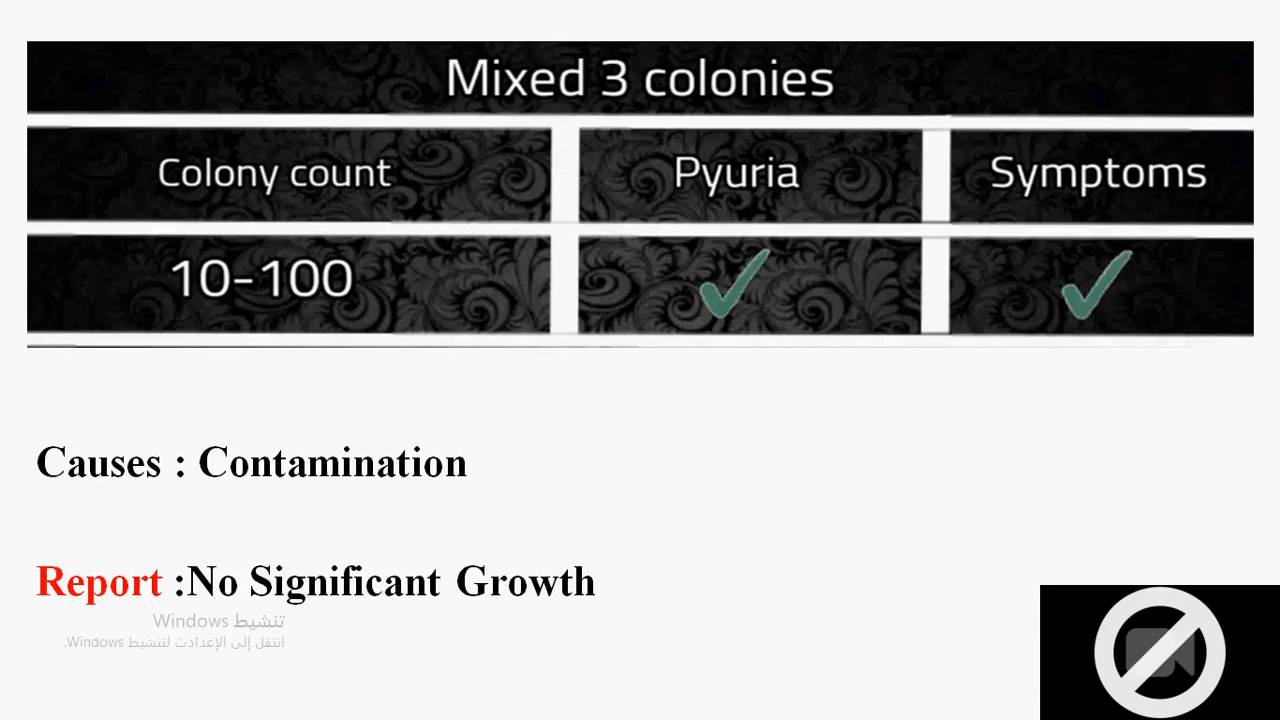 Mixed 3 colonies
Colony count Pyuria Symptoms
10-100 ✓ ✓
Causes : Contamination
Report :No Significant Growth
تنشيط Windows
انتقل إلى الإعدادت لتنشيط Windows.